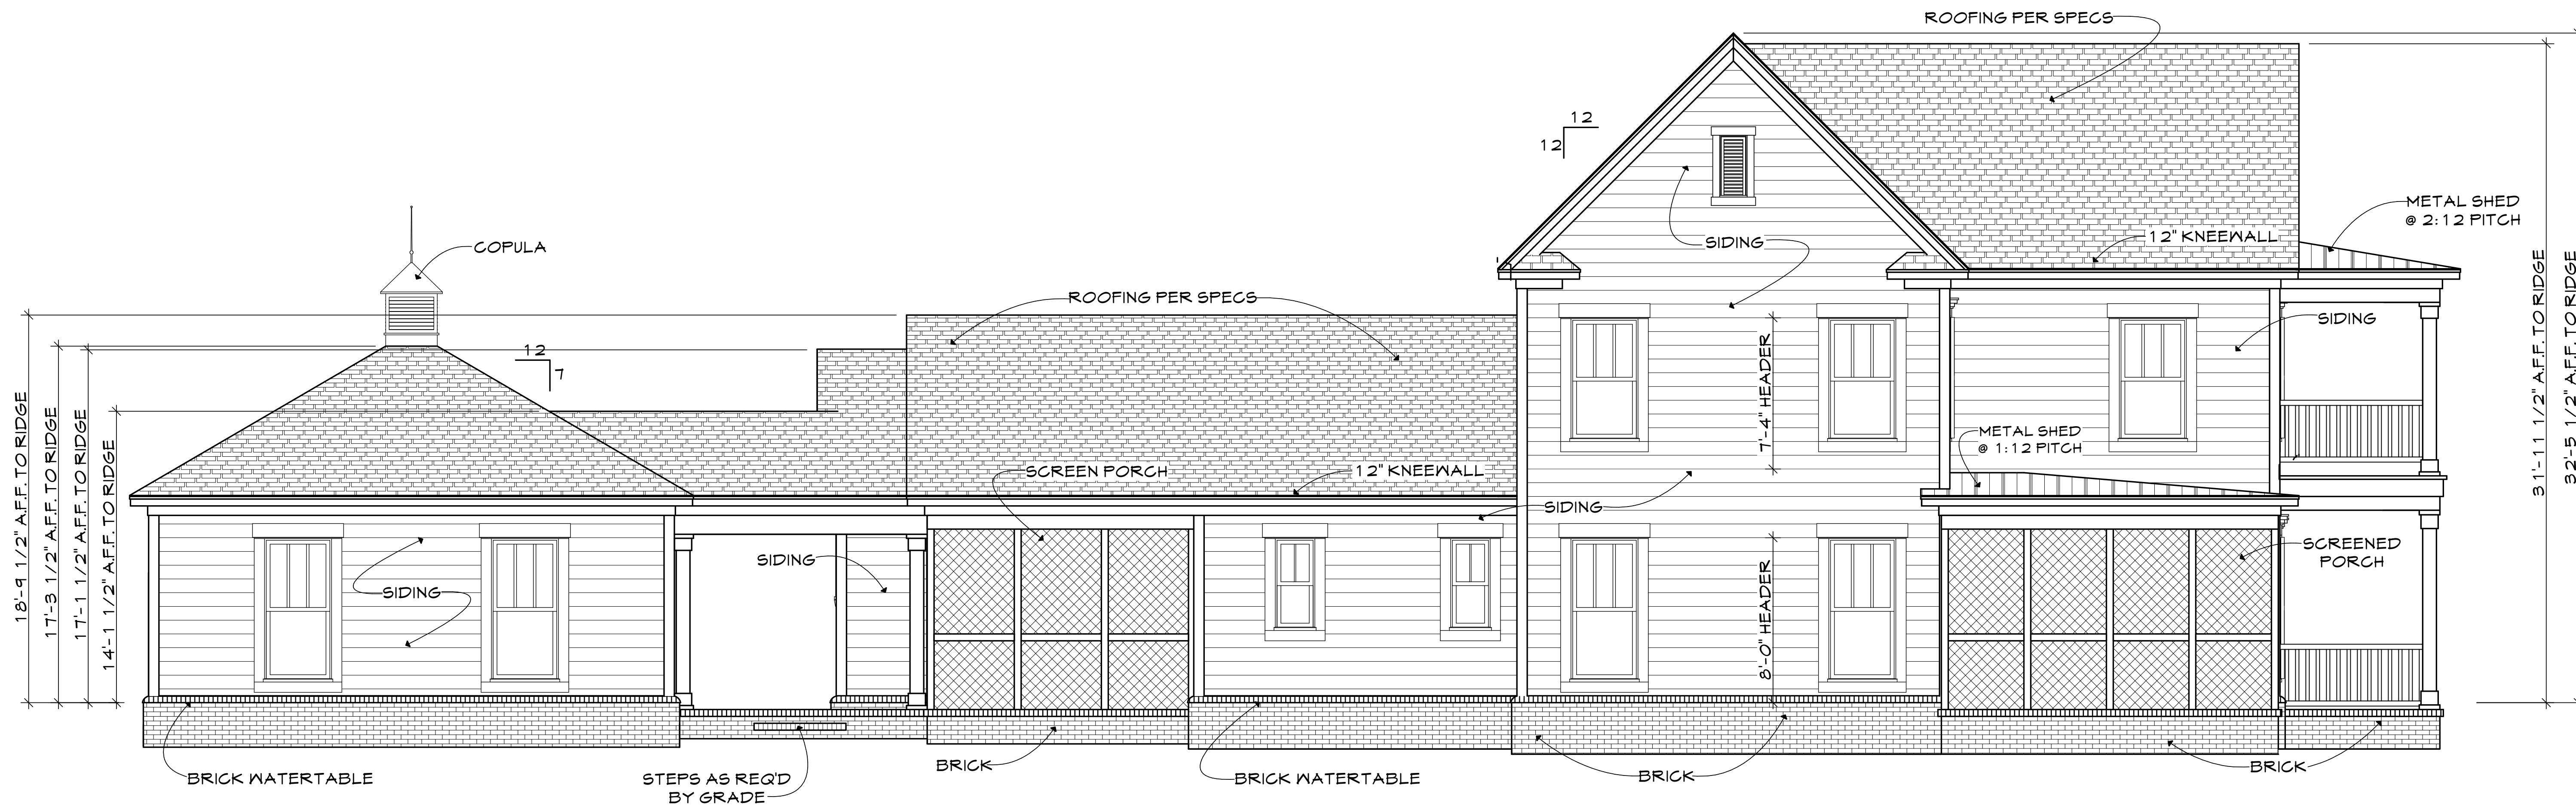 ROOFING PER SPECS
12
12
METAL SHED
@ 2:12 PITCH
12" KNEEWALL
SIDING
COPULA
ROOFING PER SPECS
SIDING
12
7
7'-4" HEADER
METAL SHED
@ 1:12 PITCH
SCREEN PORCH
12" KNEEWALL
SIDING
SCREENED
PORCH
SIDING
SIDING
8'-0" HEADER
18'-9 1/2" A.F.F. TO RIDGE
17'-3 1/2" A.F.F. TO RIDGE
17'-1 1/2" A.F.F. TO RIDGE
14'-1 1/2" A.F.F. TO RIDGE
31'-11 1/2" A.F.F. TO RIDGE
32'-5 1/2" A.F.F. TO RIDGE
BRICK WATERTABLE
STEPS AS REQ'D
BY GRADE
BRICK
BRICK WATERTABLE
BRICK
BRICK